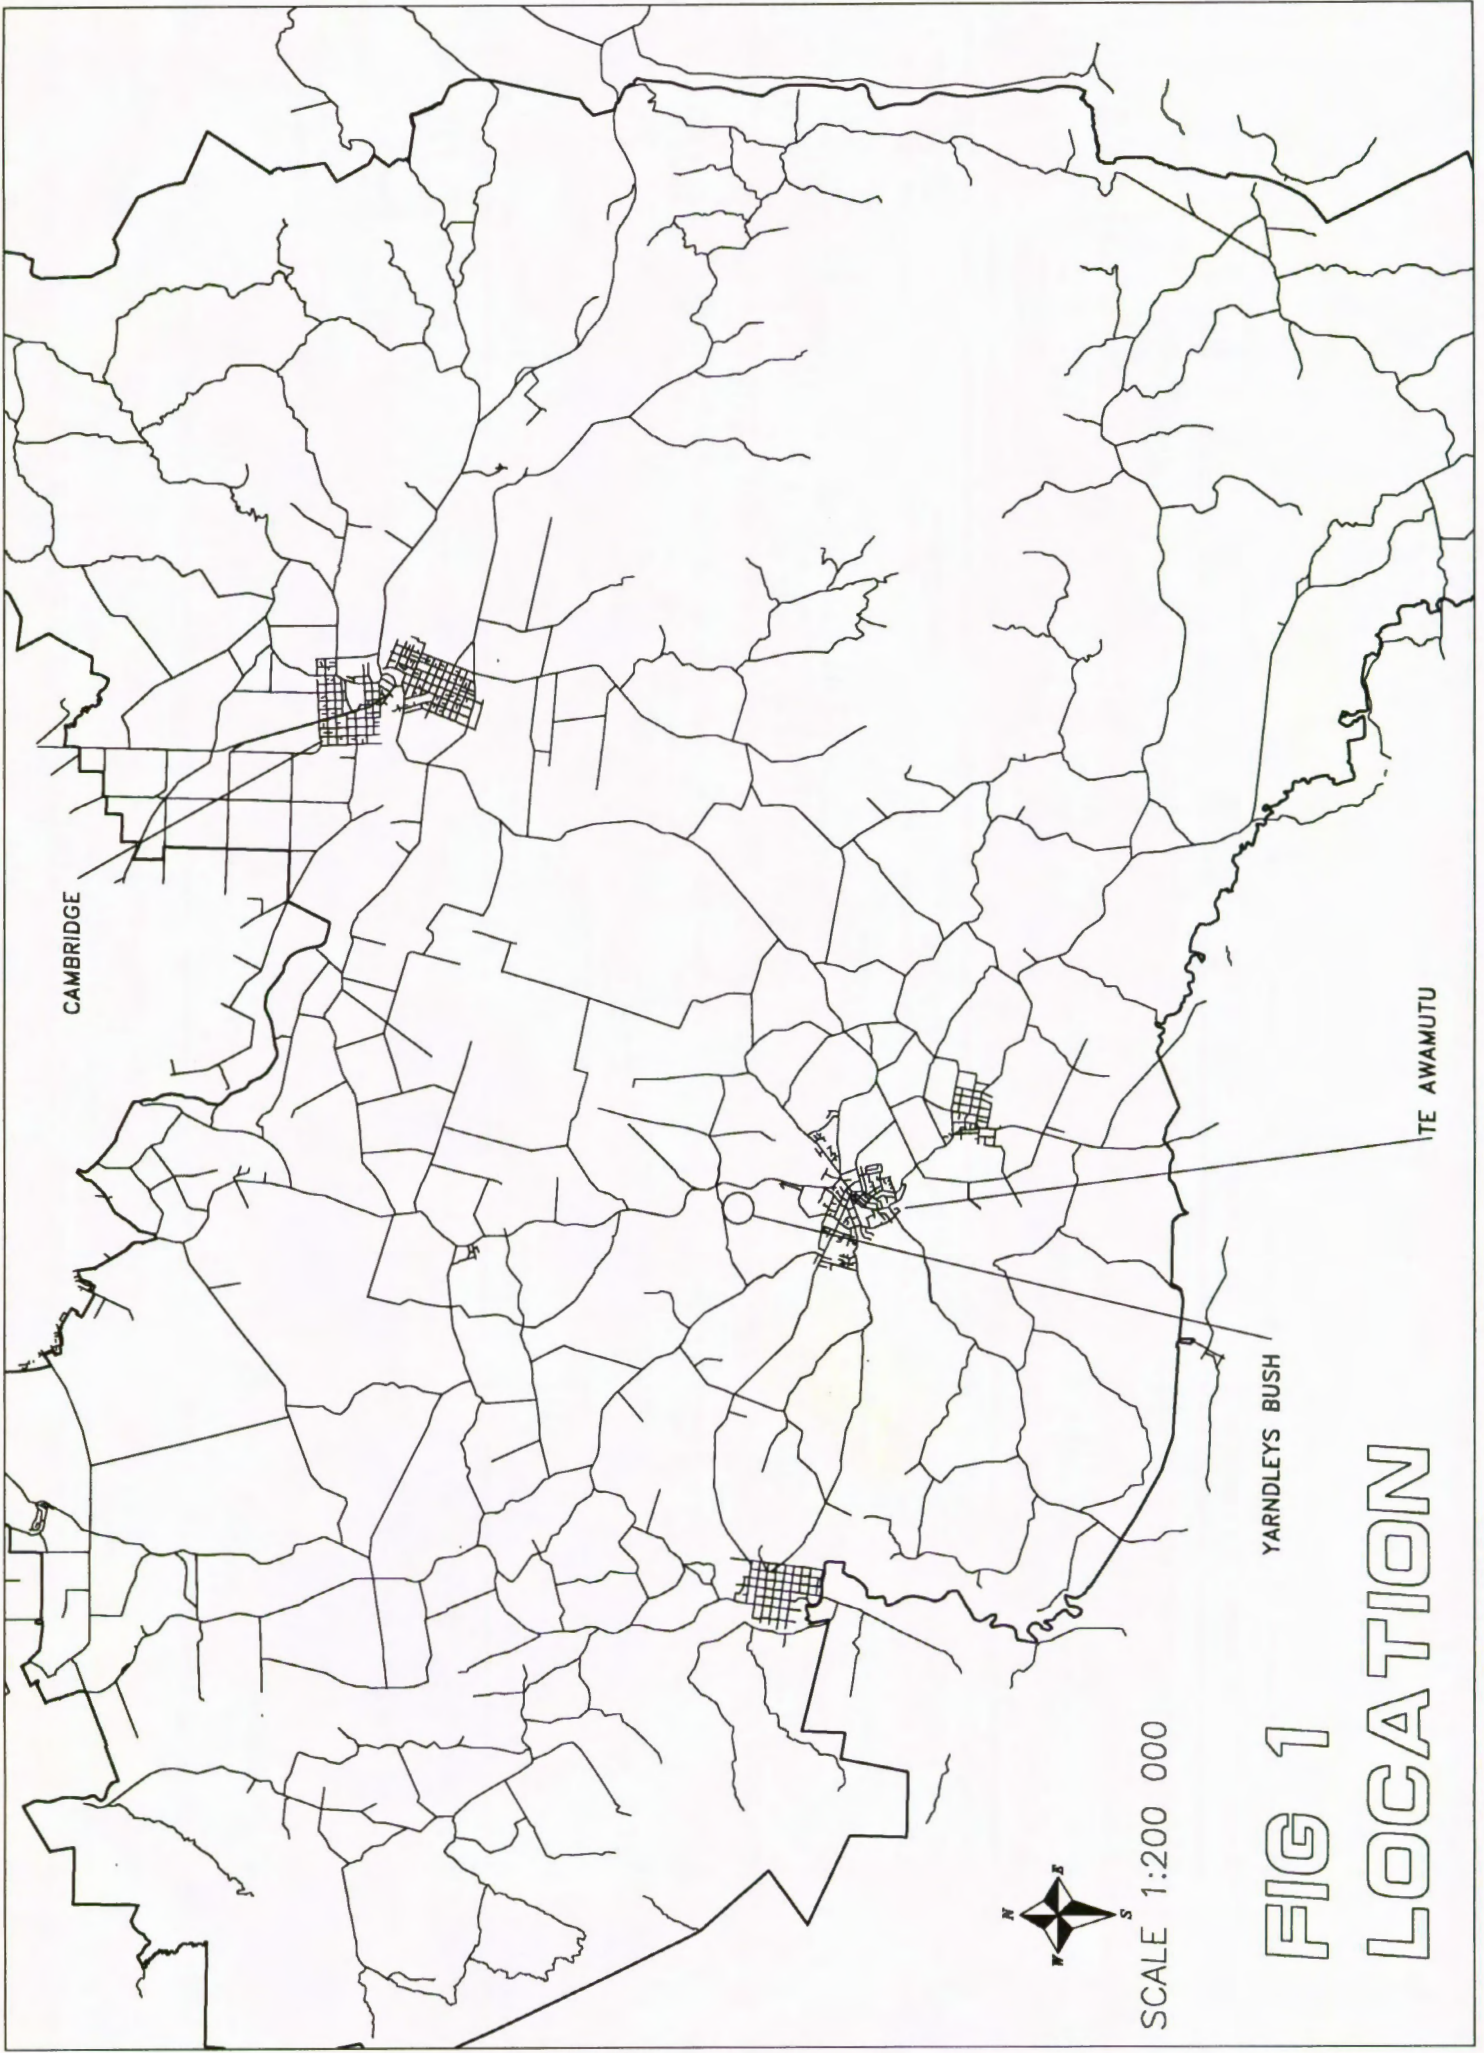 CAMBRIDGE
TE AWAMUTU
YARNDLEYS BUSH
N
W
E
S
SCALE 1:200 000
FIG 1
LOCATION